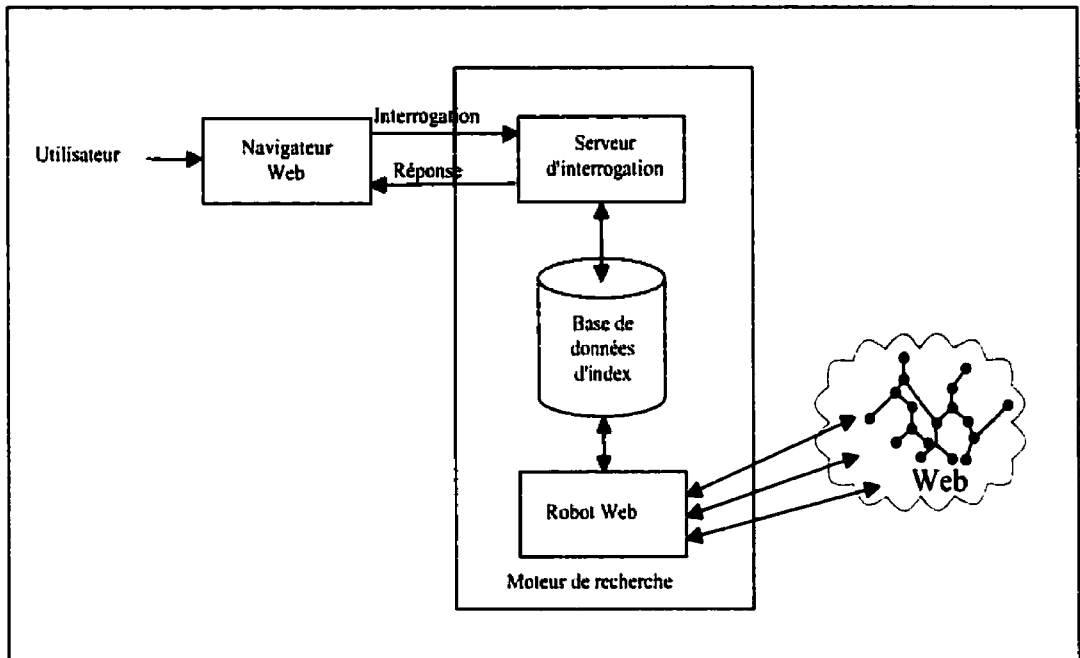 Interrogation
Utilisateur
Navigateur
Web
Réponse
Serveur
d'interrogation
Base de
données
d'index
Robot Web
Moteur de recherche
Web